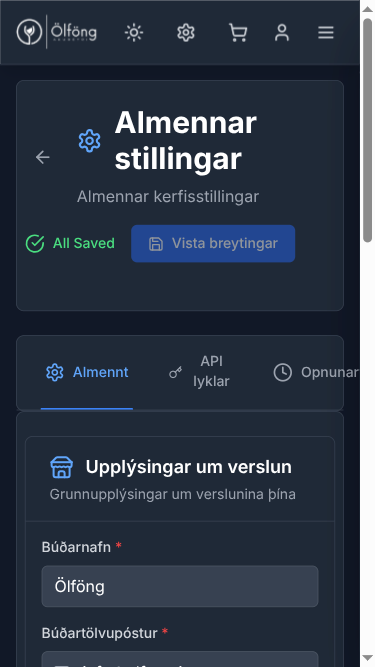 Ölföng
Almennar
stillingar
Almennar kerfisstillingar
All Saved
Vista breytingar
Almennt
API
lyklar
Opnunar
Upplýsingar um verslun
Grunnupplýsingar um verslunina þína
Búðarnafn *
Ölföng
Búðartölvupóstur *